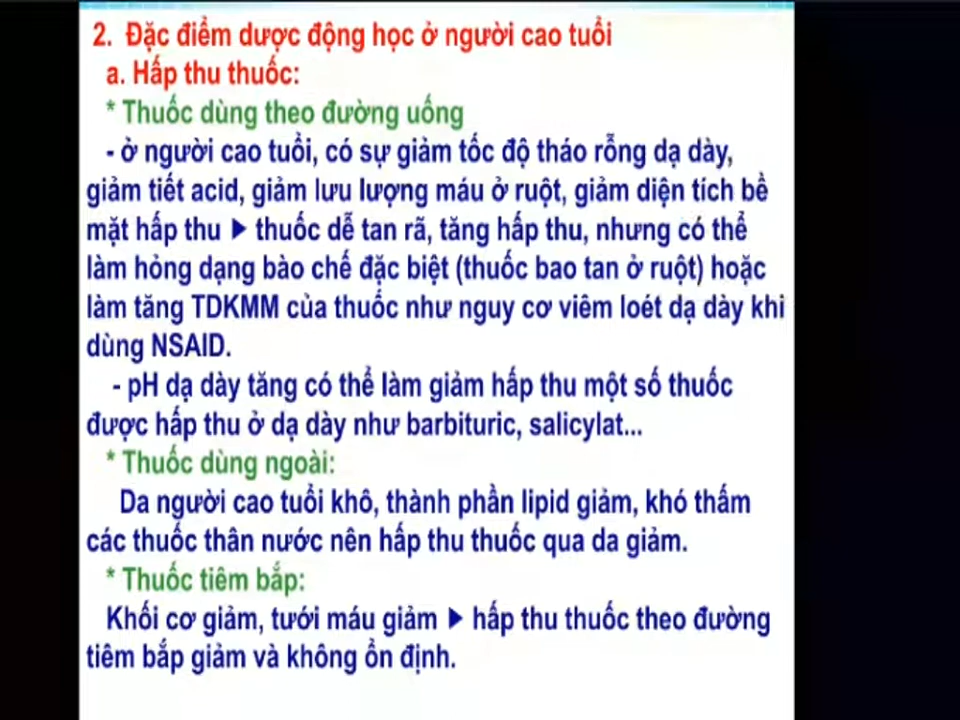 2. Đặc điểm dược động học ở người cao tuổi
a. Hấp thu thuốc:
* Thuốc dùng theo đường uống
- ở người cao tuổi, có sự giảm tốc độ tháo rỗng dạ dày,
giảm tiết acid, giảm lưu lượng máu ở ruột, giảm diện tích bề
mặt hấp thu ▶ thuốc dễ tan rã, tăng hấp thu, nhưng có thể
làm hỏng dạng bào chế đặc biệt (thuốc bao tan ở ruột) hoặc
làm tăng TDKMM của thuốc như nguy cơ viêm loét dạ dày khi
dùng NSAID.
- pH dạ dày tăng có thể làm giảm hấp thu một số thuốc
được hấp thu ở dạ dày như barbituric, salicylat...
* Thuốc dùng ngoài:
Da người cao tuổi khô, thành phần lipid giảm, khó thấm
các thuốc thân nước nên hấp thu thuốc qua da giảm.
* Thuốc tiêm bắp:
Khối cơ giảm, tưới máu giảm ▶ hấp thu thuốc theo đường
tiêm bắp giảm và không ổn định.